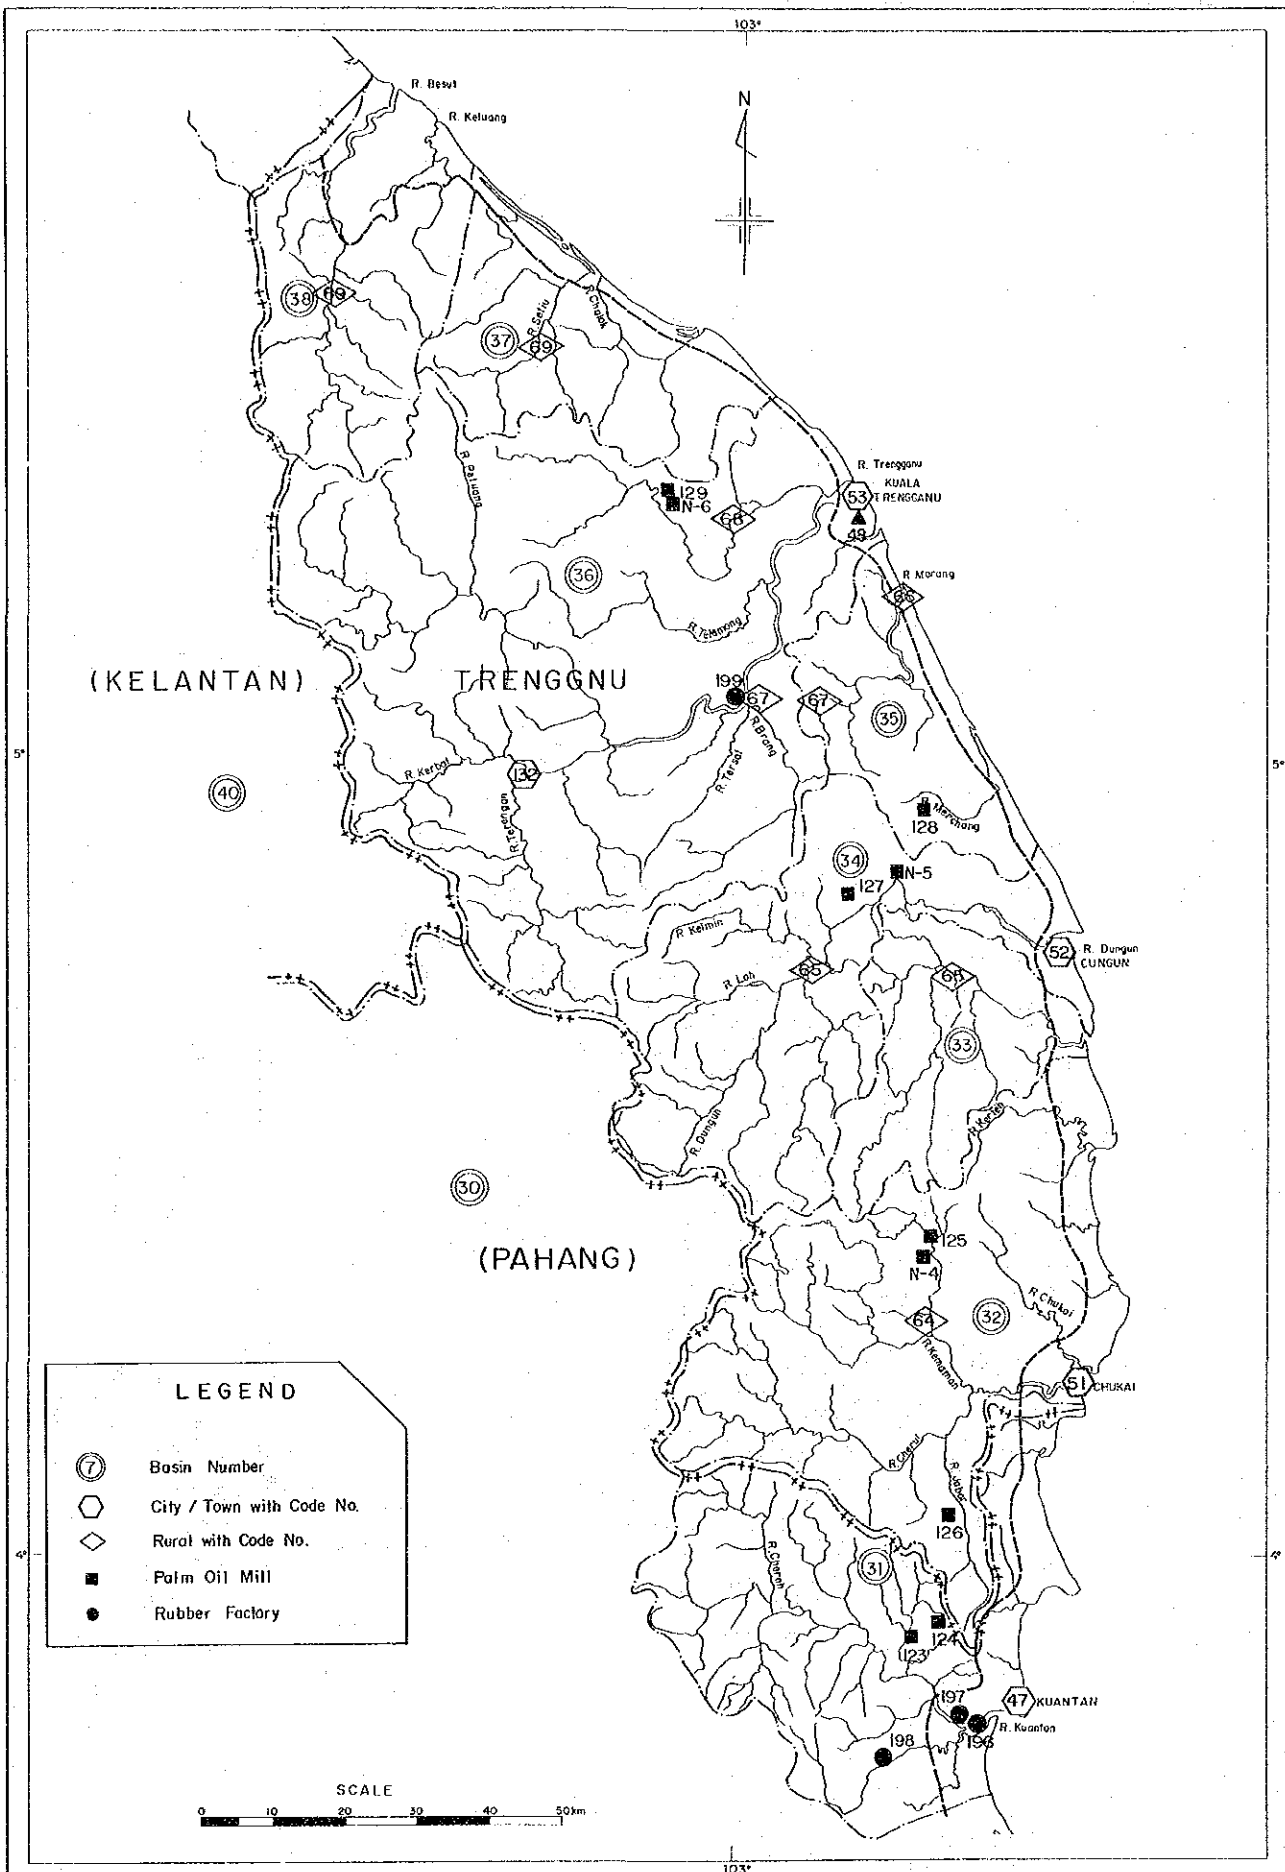 103°
R. Besut
R. Keluang
N
38
69
37
R. Setiu
R. Chalok
69
R. Paluang
129
N-6
68
R. Trengganu
KUALA
TRENGGANU
53
49
R Marang
66
36
R. Telemong
(KELANTAN)
TRENGGNU
199
67
67
R. Brang
35
5°
5°
R. Kerbat
132
R. Tersat
40
R. Merchang
128
34
127
N-5
R Kelmin
R. Loh
65
65
52
R. Dungun
CUNGUN
33
R. Dungun
R. Kerteh
30
(PAHANG)
125
N-4
64
32
R. Chukai
R. Kemaman
51
CHUKAI
LEGEND
7
Basin Number
City / Town with Code No.
Rural with Code No.
Palm Oil Mill
Rubber Factory
R. Cherul
R. Jabor
126
4°
4°
31
R. Chereh
124
123
197
47
KUANTAN
196
R. Kuantan
198
SCALE
0 10 20 30 40 50km
103°